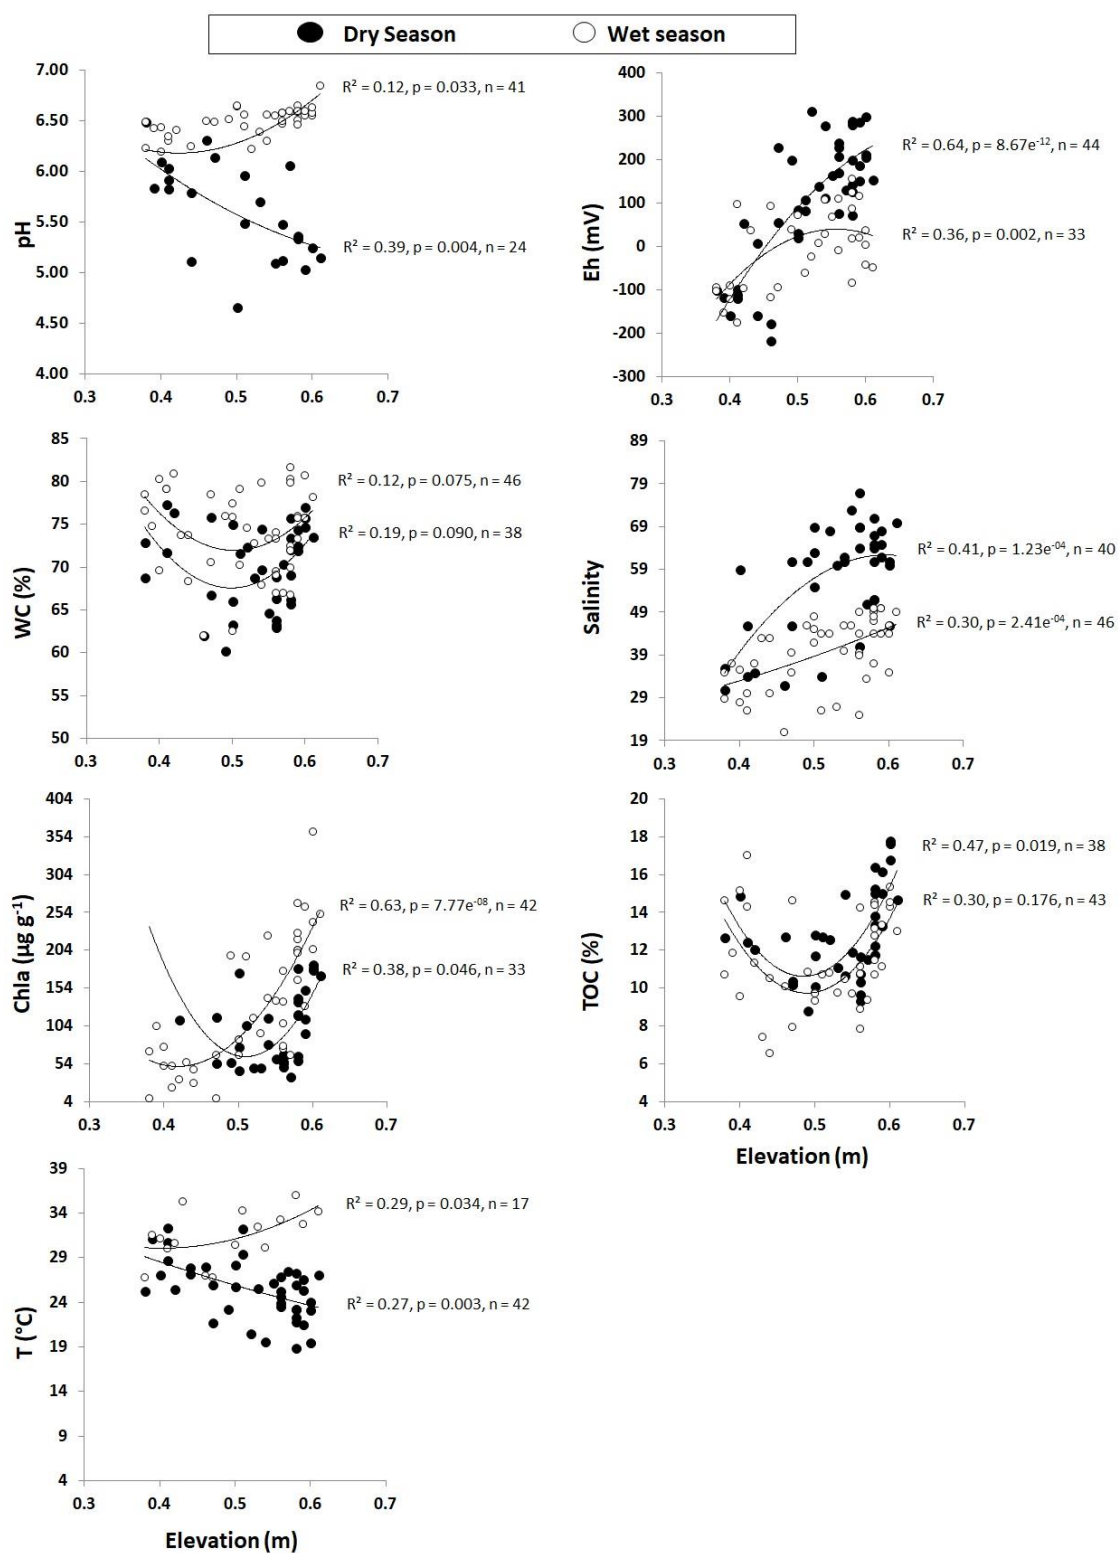 Dry Season Wet season
7.00
6.50
6.00
5.50
5.00
4.50
4.00
pH
0.3 0.4 0.5 0.6 0.7
R² = 0.12, p = 0.033, n = 41
R² = 0.39, p = 0.004, n = 24
400
300
200
100
0
-100
-200
-300
Eh (mV)
0.3 0.4 0.5 0.6 0.7
R² = 0.64, p = 8.67e⁻¹², n = 44
R² = 0.36, p = 0.002, n = 33
85
80
75
70
65
60
55
50
WC (%)
0.3 0.4 0.5 0.6 0.7
R² = 0.12, p = 0.075, n = 46
R² = 0.19, p = 0.090, n = 38
89
79
69
59
49
39
29
19
Salinity
0.3 0.4 0.5 0.6 0.7
R² = 0.41, p = 1.23e⁻⁰⁴, n = 40
R² = 0.30, p = 2.41e⁻⁰⁴, n = 46
404
354
304
254
204
154
104
54
4
Chla (µg g⁻¹)
0.3 0.4 0.5 0.6 0.7
R² = 0.63, p = 7.77e⁻⁰⁸, n = 42
R² = 0.38, p = 0.046, n = 33
20
18
16
14
12
10
8
6
4
TOC (%)
0.3 0.4 0.5 0.6 0.7
Elevation (m)
R² = 0.47, p = 0.019, n = 38
R² = 0.30, p = 0.176, n = 43
39
34
29
24
19
14
9
4
T (°C)
0.3 0.4 0.5 0.6 0.7
Elevation (m)
R² = 0.29, p = 0.034, n = 17
R² = 0.27, p = 0.003, n = 42